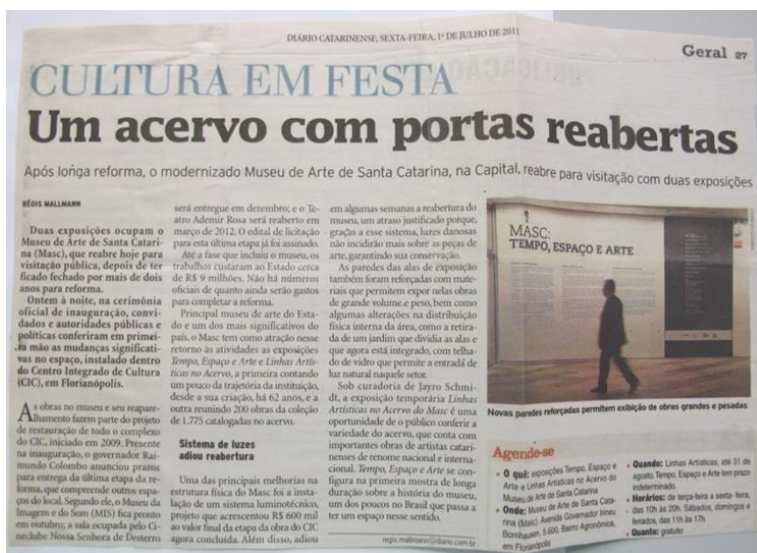 DIÁRIO CATARINENSE, SEXTA-FEIRA, 1º DE JULHO DE 2011
Geral 27
CULTURA EM FESTA
Um acervo com portas reabertas
Após longa reforma, o modernizado Museu de Arte de Santa Catarina, na Capital, reabre para visitação com duas exposições
RÉGIS MALLMANN
Duas exposições ocupam o
Museu de Arte de Santa Catari-
na (Masc), que reabre hoje para
visitação pública, depois de ter
ficado fechado por mais de dois
anos para reforma.
Ontem à noite, na cerimônia
oficial de inauguração, convi-
dados e autoridades públicas e
políticas conferiram em primei-
ra mão as mudanças significati-
vas no espaço, instalado dentro
do Centro Integrado de Cultura
(CIC), em Florianópolis.
As obras no museu e seu reapare-
lhamento fazem parte do projeto
de restauração de todo o complexo
do CIC, iniciado em 2009. Presente
na inauguração, o governador Rai-
mundo Colombo anunciou prazos
para entrega da última etapa da re-
forma, que compreende outros espa-
ços do local. Segundo ele, o Museu da
Imagem e do Som (MIS) fica pronto
em outubro; a sala ocupada pelo Ci-
neclube Nossa Senhora de Desterro
será entregue em dezembro; e o Te-
atro Ademir Rosa será reaberto em
março de 2012. O edital de licitação
para esta última etapa já foi assinado.
Até a fase que incluiu o museu, os
trabalhos custaram ao Estado cerca
de R$ 9 milhões. Não há números
oficiais de quanto ainda serão gastos
para completar a reforma.
Principal museu de arte do Esta-
do e um dos mais significativos do
país, o Masc tem como atração nesse
retorno às atividades as exposições
Tempo, Espaço e Arte e Linhas Artís-
ticas no Acervo, a primeira contando
um pouco da trajetória da instituição,
desde a sua criação, há 62 anos, e a
outra reunindo 200 obras da coleção
de 1.775 catalogadas no acervo.
Sistema de luzes
adiou reabertura
Uma das principais melhorias na
estrutura física do Masc foi a insta-
lação de um sistema luminotécnico,
projeto que acrescentou R$ 600 mil
ao valor final da etapa da obra do CIC
agora concluída. Além disso, adiou
em algumas semanas a reabertura do
museu, um atraso justificado porque,
graças a esse sistema, luzes danosas
não incidirão mais sobre as peças de
arte, garantindo sua conservação.
As paredes das alas de exposição
também foram reforçadas com mate-
riais que permitem expor nelas obras
de grande volume e peso, bem como
algumas alterações na distribuição
física interna da área, como a retira-
da de um jardim que dividia as alas e
que agora está integrado, com telha-
do de vidro que permite a entrada de
luz natural naquele setor.
Sob curadoria de Jayro Schmi-
dt, a exposição temporária Linhas
Artísticas no Acervo do Masc é uma
oportunidade de o público conferir a
variedade do acervo, que conta com
importantes obras de artistas catari-
nenses de renome nacional e interna-
cional. Tempo, Espaço e Arte se con-
figura na primeira mostra de longa
duração sobre a história do museu,
um dos poucos no Brasil que passa a
ter um espaço nesse sentido.
regis.mallmann@diario.com.br
MASC:
TEMPO, ESPAÇO E ARTE
Novas paredes reforçadas permitem exibição de obras grandes e pesadas
Agende-se
• O quê: exposições Tempo, Espaço e
Arte e Linhas Artísticas no Acervo do
Museu de Arte de Santa Catarina
• Onde: Museu de Arte de Santa Cata-
rina (Masc). Avenida Governador Irineu
Bornhausen, 5.600, Bairro Agronômica,
em Florianópolis
• Quando: Linhas Artísticas, até 31 de
agosto; Tempo, Espaço e Arte tem prazo
indeterminado.
• Horários: de terça-feira a sexta- feira,
das 10h às 20h. Sábados, domingos e
feriados, das 11h às 17h
• Quanto: gratuito